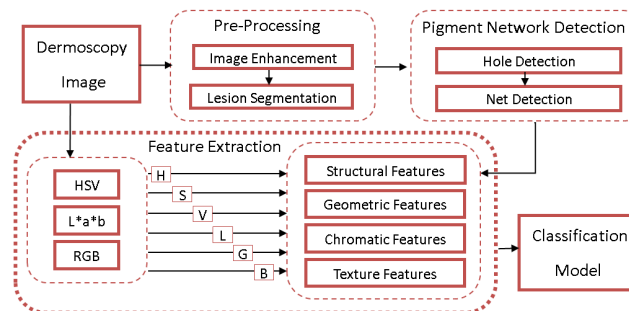 Dermoscopy
Image
Pre-Processing
Image Enhancement
Lesion Segmentation
Pigment Network Detection
Hole Detection
Net Detection
Feature Extraction
HSV
L*a*b
RGB
H
S
V
L
G
B
Structural Features
Geometric Features
Chromatic Features
Texture Features
Classification
Model